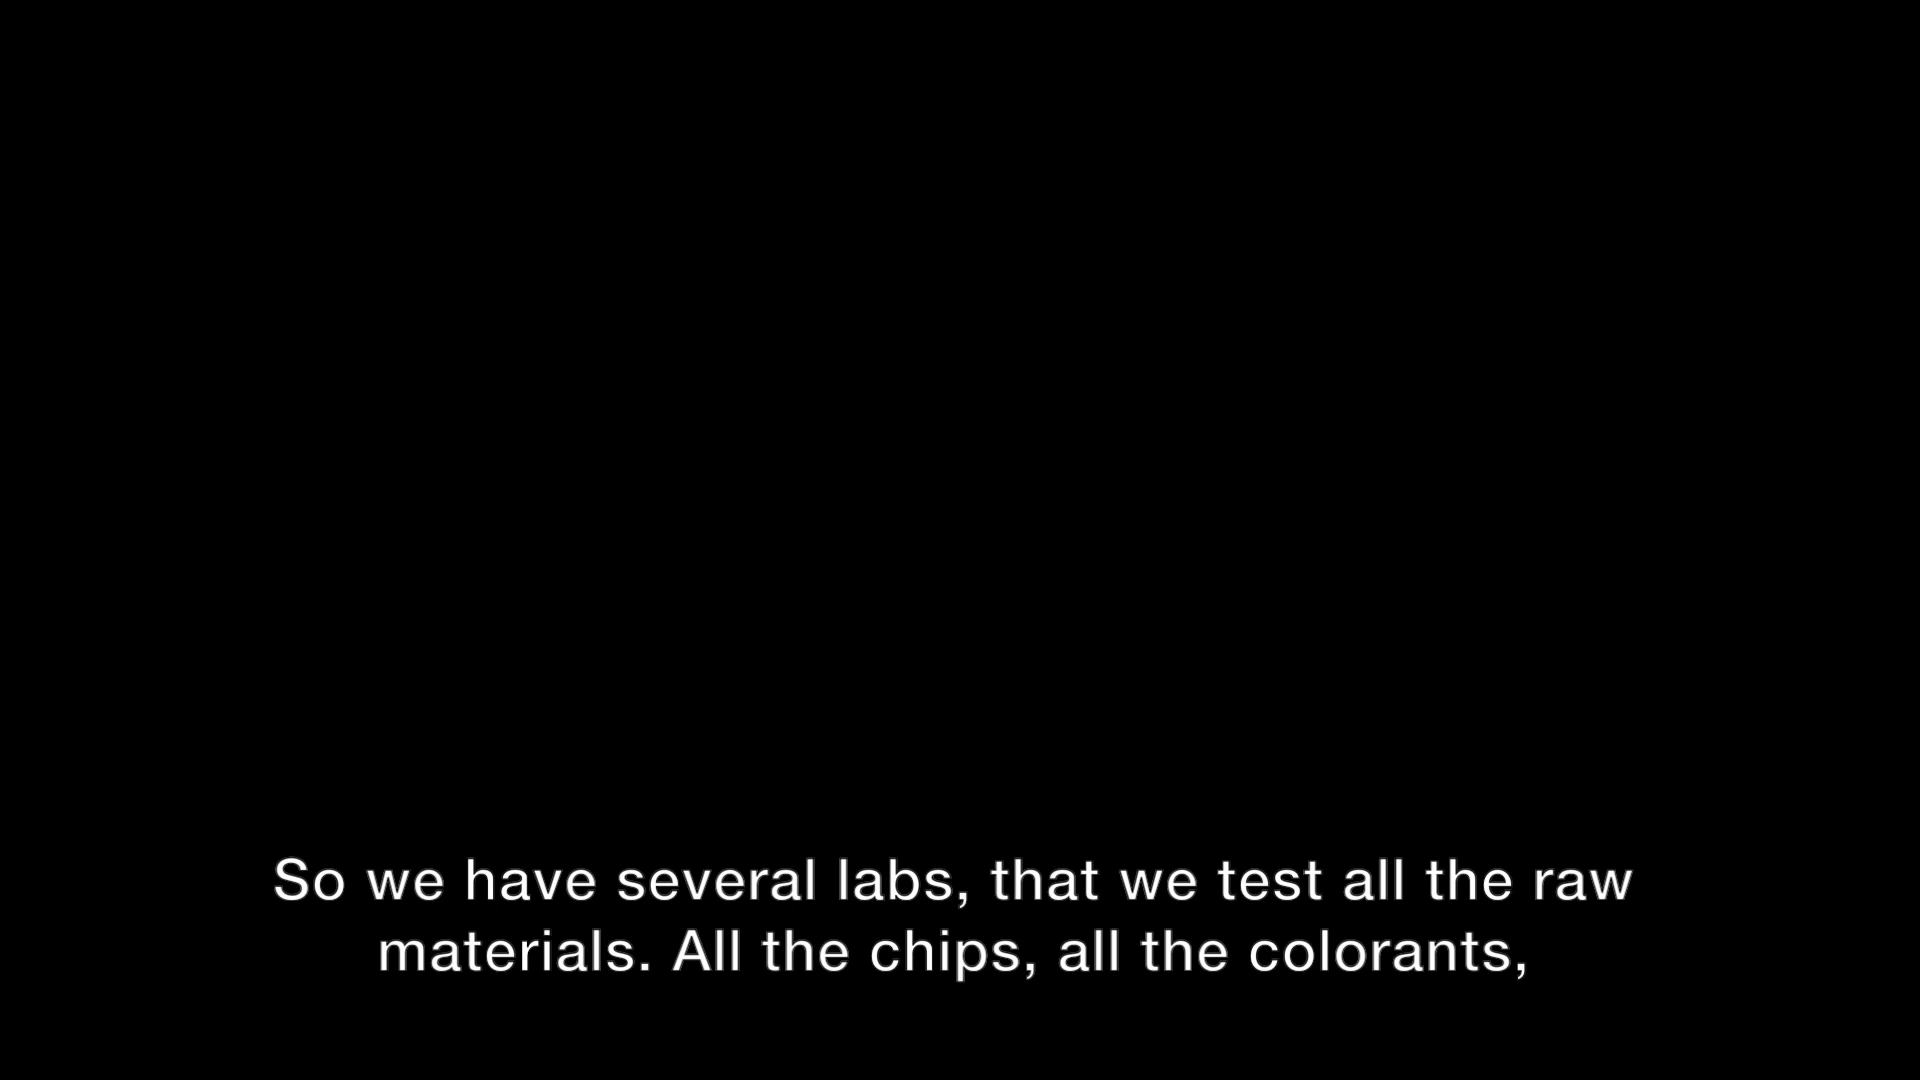 So we have several labs, that we test all the raw
materials. All the chips, all the colorants,